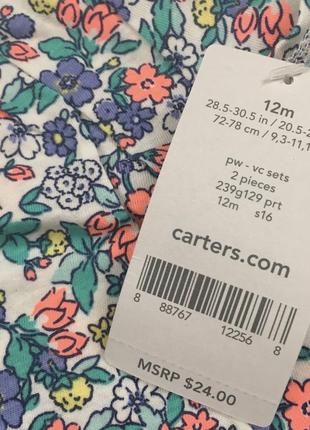 12m
28.5-30.5 in / 20.5-2
72-78 cm / 9,3-11,1
pw - vc sets
2 pieces
239g129 prt
12m s16
carters.com
8 88767 12256 8
MSRP $24.00